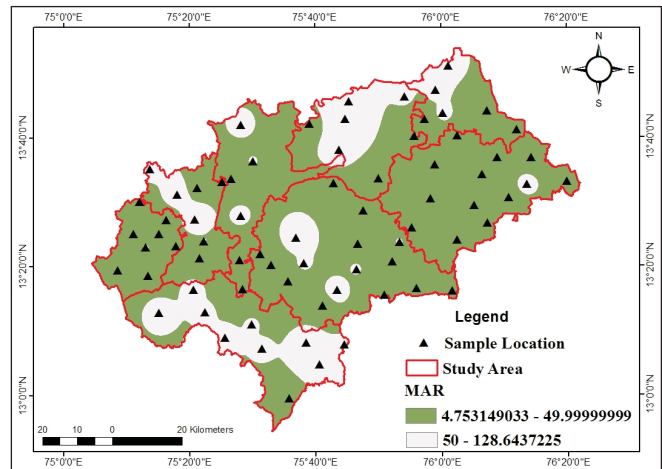 75°0'0"E 75°20'0"E 75°40'0"E 76°0'0"E 76°20'0"E
N
W E
S
13°40'0"N 13°40'0"N
13°20'0"N 13°20'0"N
13°0'0"N 13°0'0"N
Legend
Sample Location
Study Area
MAR
4.753149033 - 49.99999999
50 - 128.6437225
20 10 0 20 Kilometers
75°0'0"E 75°20'0"E 75°40'0"E 76°0'0"E 76°20'0"E